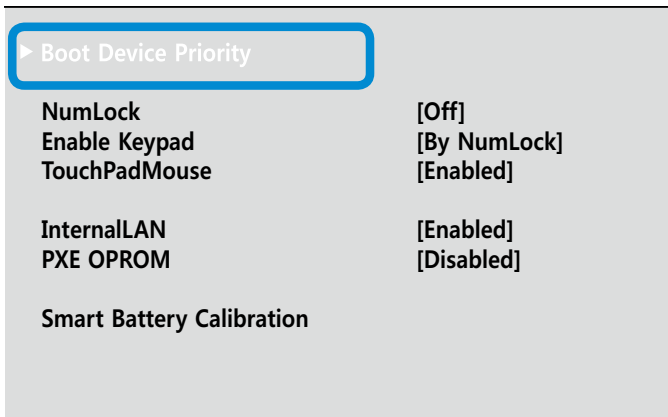 ▶ Boot Device Priority
NumLock [Off]
Enable Keypad [By NumLock]
TouchPadMouse [Enabled]
InternalLAN [Enabled]
PXE OPROM [Disabled]
Smart Battery Calibration